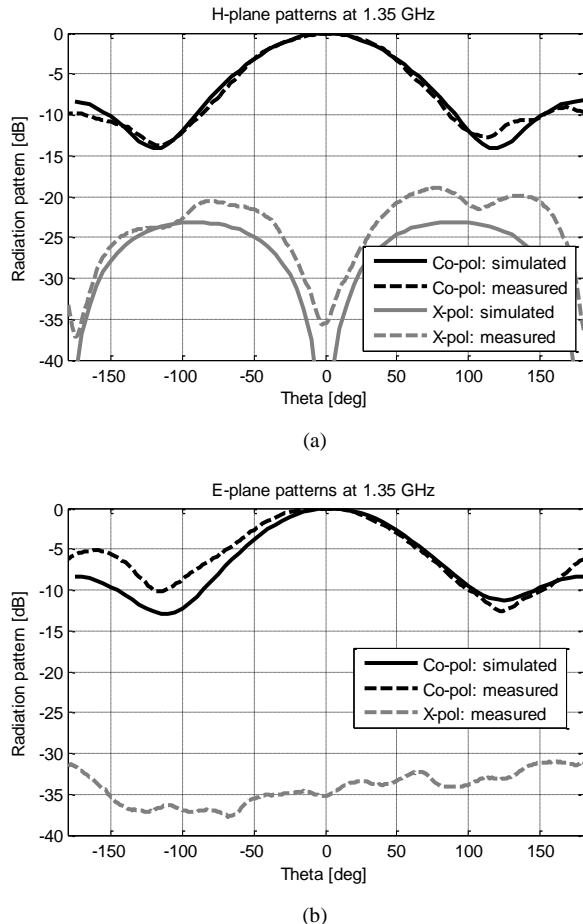 H-plane patterns at 1.35 GHz
0
-5
-10
-15
-20
-25
-30
-35
-40
Radiation pattern [dB]
Co-pol: simulated
Co-pol: measured
X-pol: simulated
X-pol: measured
-150 -100 -50 0 50 100 150
Theta [deg]
(a)
E-plane patterns at 1.35 GHz
0
-5
-10
-15
-20
-25
-30
-35
-40
Radiation pattern [dB]
Co-pol: simulated
Co-pol: measured
X-pol: measured
-150 -100 -50 0 50 100 150
Theta [deg]
(b)